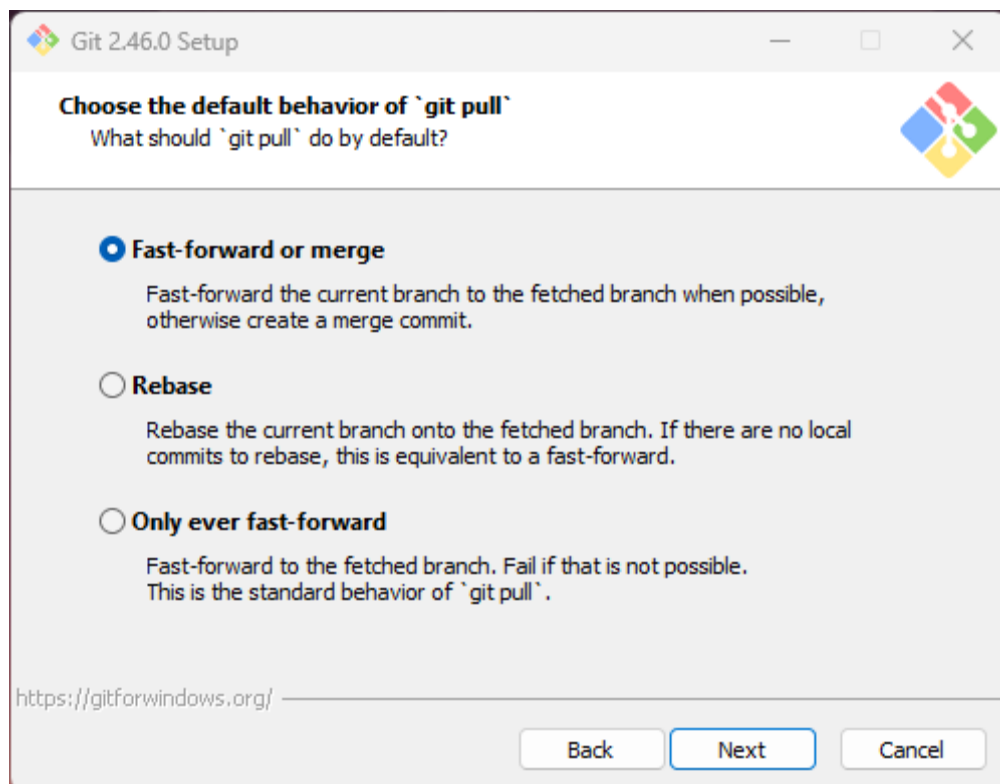 Git 2.46.0 Setup
Choose the default behavior of `git pull`
What should `git pull` do by default?
Fast-forward or merge
Fast-forward the current branch to the fetched branch when possible,
otherwise create a merge commit.
Rebase
Rebase the current branch onto the fetched branch. If there are no local
commits to rebase, this is equivalent to a fast-forward.
Only ever fast-forward
Fast-forward to the fetched branch. Fail if that is not possible.
This is the standard behavior of `git pull`.
https://gitforwindows.org/
Back Next Cancel